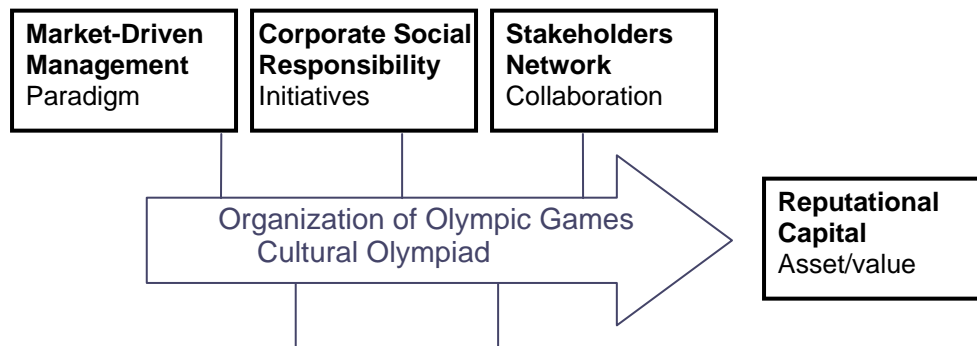 Market-Driven
Management
Paradigm
Corporate Social
Responsibility
Initiatives
Stakeholders
Network
Collaboration
Organization of Olympic Games
Cultural Olympiad
Reputational
Capital
Asset/value